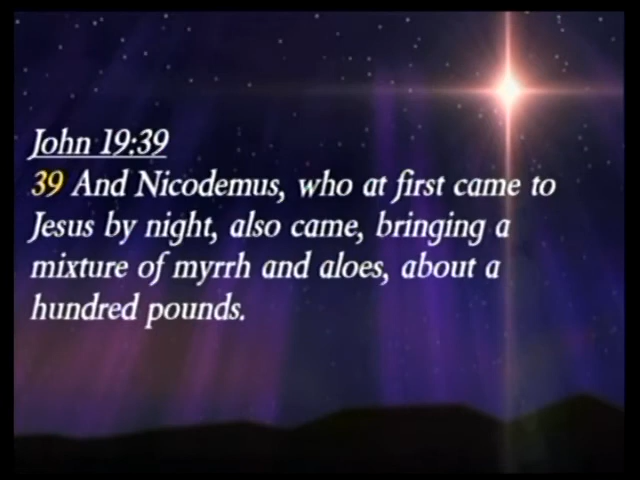 John 19:39
39 And Nicodemus, who at first came to
Jesus by night, also came, bringing a
mixture of myrrh and aloes, about a
hundred pounds.